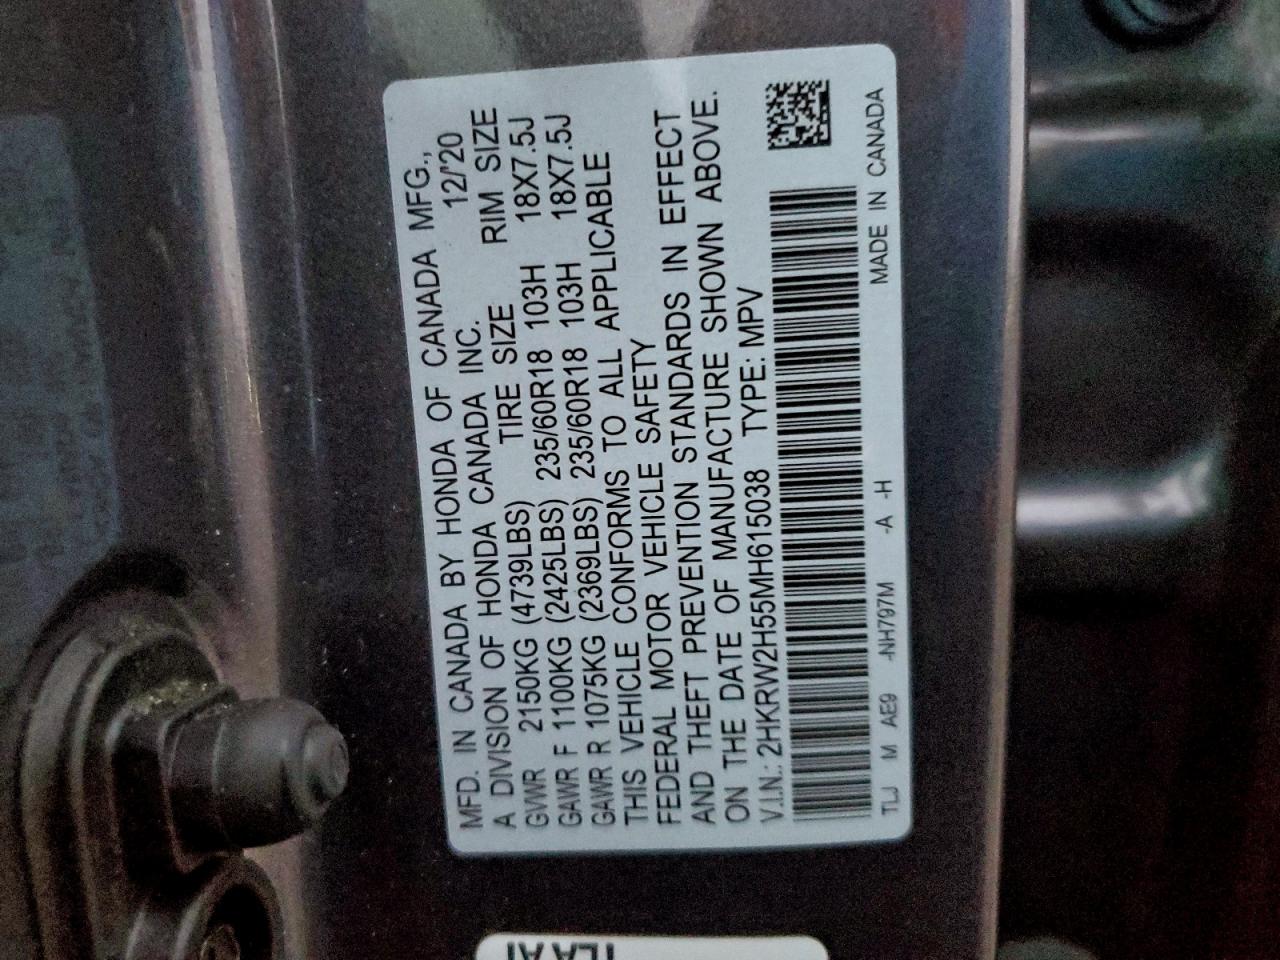 MFD. IN CANADA BY HONDA OF CANADA MFG.,
A DIVISION OF HONDA CANADA INC. 12/'20
GVWR 2150KG (4739LBS) TIRE SIZE RIM SIZE
GAWR F 1100KG (2425LBS) 235/60R18 103H 18X7.5J
GAWR R 1075KG (2369LBS) 235/60R18 103H 18X7.5J
THIS VEHICLE CONFORMS TO ALL APPLICABLE
FEDERAL MOTOR VEHICLE SAFETY
AND THEFT PREVENTION STANDARDS IN EFFECT
ON THE DATE OF MANUFACTURE SHOWN ABOVE.
V.I.N.: 2HKRW2H55MH615038 TYPE: MPV
TLJ M AE9 -NH797M -A -H MADE IN CANADA